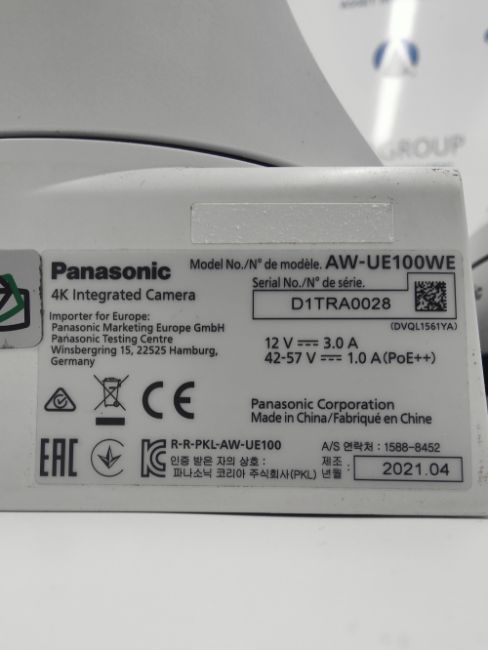 GROUP
Panasonic
4K Integrated Camera
Model No./N° de modèle. AW-UE100WE
Serial No./N° de série.
D1TRA0028
(DVQL1561YA)
Importer for Europe:
Panasonic Marketing Europe GmbH
Panasonic Testing Centre
Winsbergring 15, 22525 Hamburg,
Germany
12 V ⎓ 3.0 A
42-57 V ⎓ 1.0 A(PoE++)
CE
Panasonic Corporation
Made in China/Fabriqué en Chine
EAC
R-R-PKL-AW-UE100
인증 받은 자의 상호 :
파나소닉 코리아 주식회사(PKL)
A/S 연락처 : 1588-8452
제조년월 : 2021.04